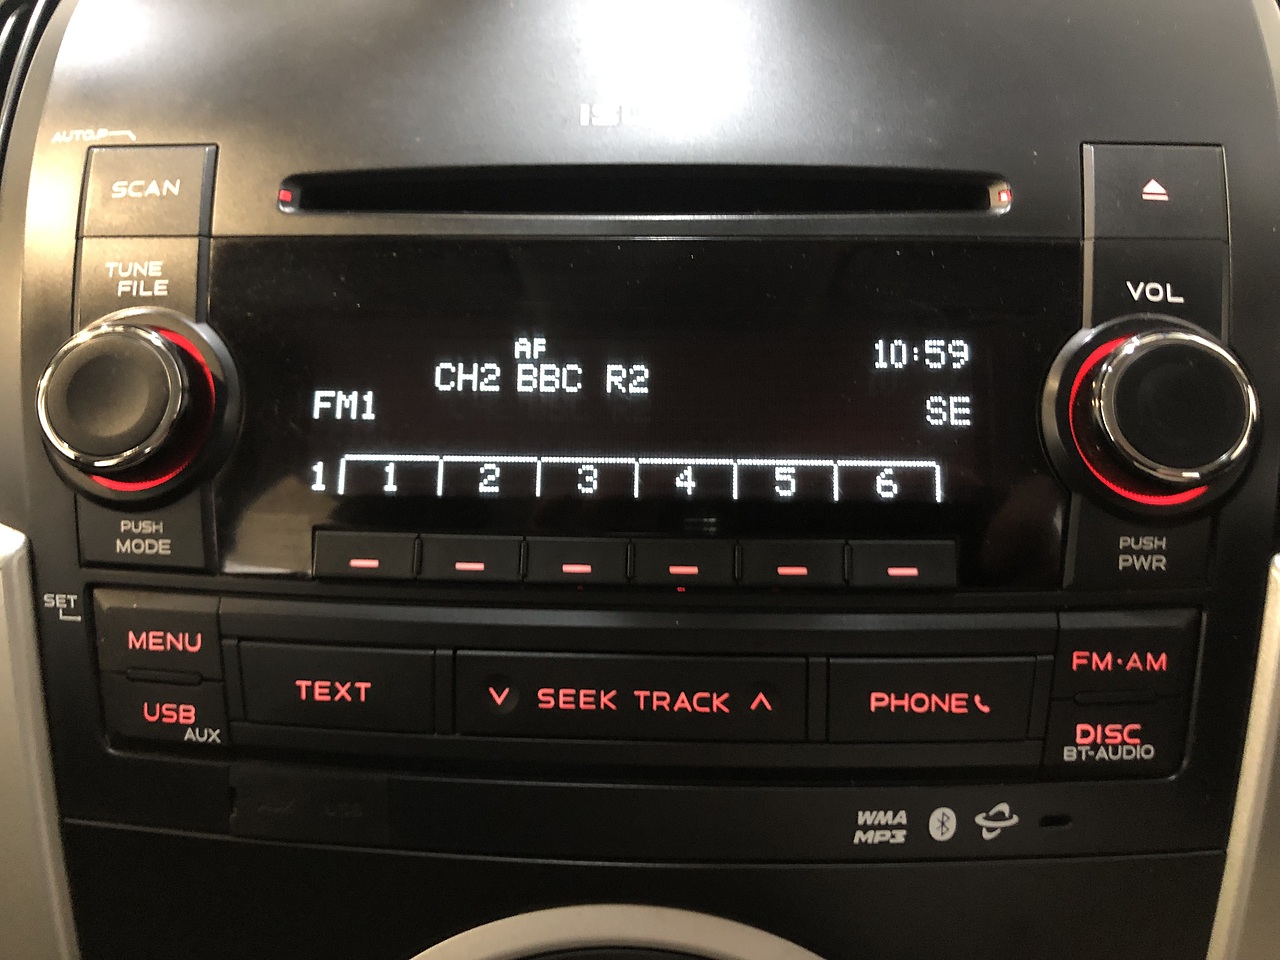 AUTO.P
SCAN
TUNE
FILE
VOL
AF
10:59
CH2 BBC R2
FM1
SE
1 1 2 3 4 5 6
PUSH
MODE
PUSH
PWR
SET
MENU
FM·AM
TEXT
∨ SEEK TRACK ∧
PHONE
USB
AUX
DISC
BT-AUDIO
WMA
MP3